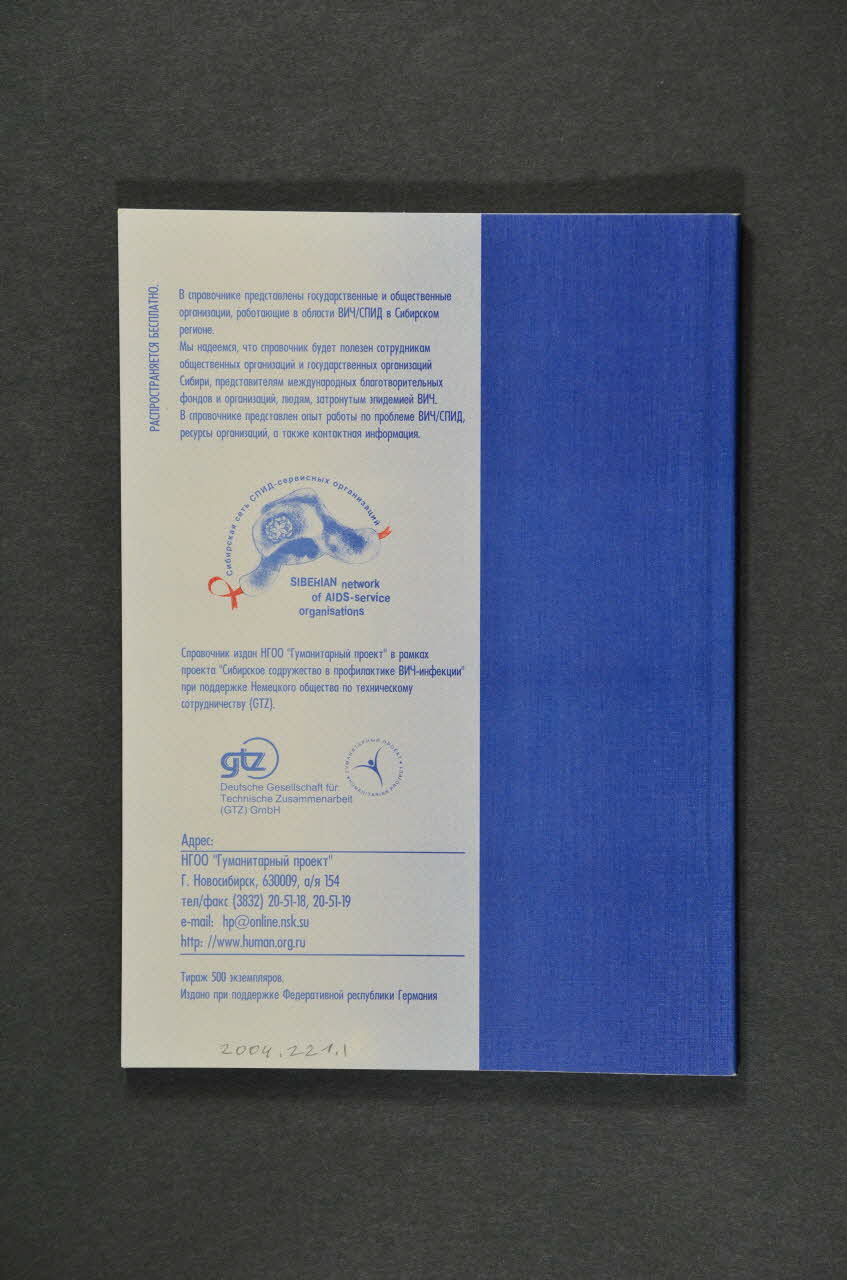 РАСПРОСТРАНЯЕТСЯ БЕСПЛАТНО.
В справочнике представлены государственные и общественные
организации, работающие в области ВИЧ/СПИД в Сибирском
регионе.
Мы надеемся, что справочник будет полезен сотрудникам
общественных организаций и государственных организаций
Сибири, представителям международных благотворительных
фондов и организаций, людям, затронутым эпидемией ВИЧ.
В справочнике представлен опыт работы по проблеме ВИЧ/СПИД,
ресурсы организаций, а также контактная информация.
Сибирская сеть СПИД-сервисных организаций
SIBERIAN network
of AIDS-service
organisations
Справочник издан НГОО "Гуманитарный проект" в рамках
проекта "Сибирское содружество в профилактике ВИЧ-инфекции"
при поддержке Немецкого общества по техническому
сотрудничеству (GTZ).
gtz
Deutsche Gesellschaft für
Technische Zusammenarbeit
(GTZ) GmbH
ГУМАНИТАРНЫЙ ПРОЕКТ
HUMANITARIAN PROJECT
Адрес:
НГОО "Гуманитарный проект"
Г. Новосибирск, 630009, а/я 154
тел/факс (3832) 20-51-18, 20-51-19
e-mail: hp@online.nsk.su
http: //www.human.org.ru
Тираж 500 экземпляров.
Издано при поддержке Федеративной республики Германия
2004.221.1